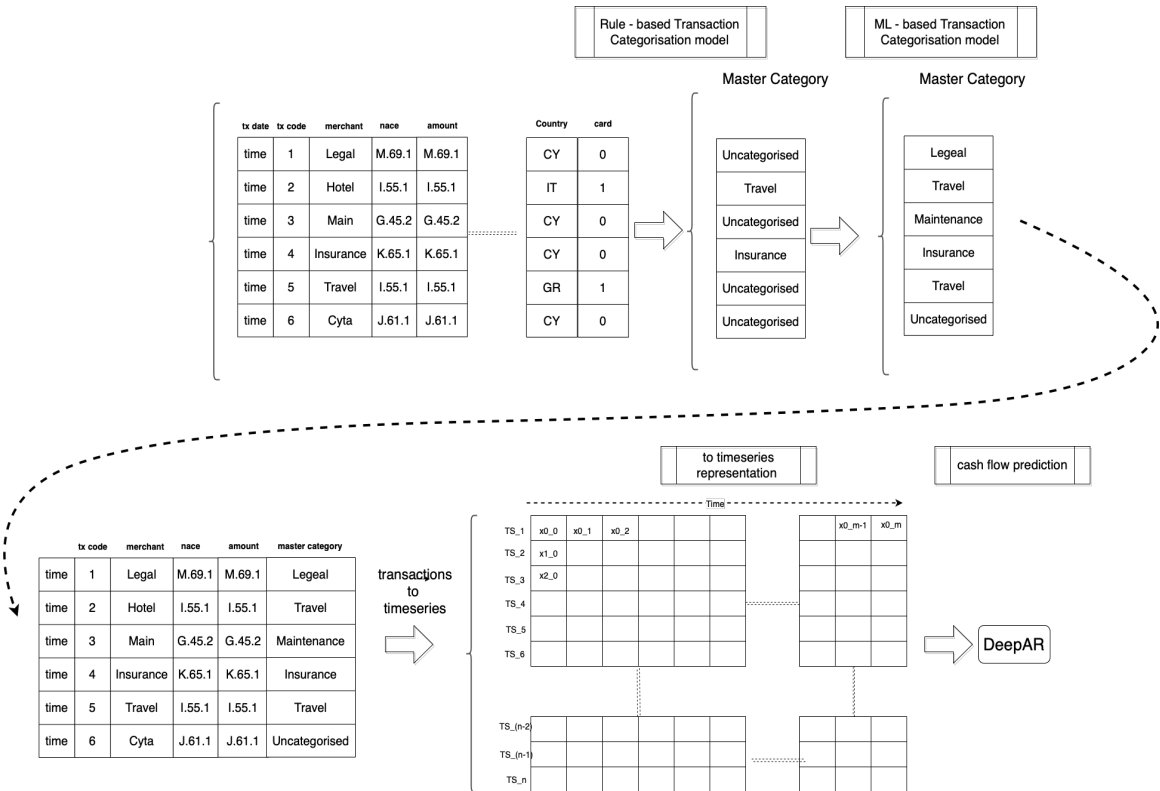 Rule - based Transaction
Categorisation model
ML - based Transaction
Categorisation model
Master Category
Master Category
tx date tx code merchant nace amount Country card
time 1 Legal M.69.1 M.69.1 CY 0 Uncategorised Legeal
time 2 Hotel I.55.1 I.55.1 IT 1 Travel Travel
time 3 Main G.45.2 G.45.2 CY 0 Uncategorised Maintenance
time 4 Insurance K.65.1 K.65.1 CY 0 Insurance Insurance
time 5 Travel I.55.1 I.55.1 GR 1 Uncategorised Travel
time 6 Cyta J.61.1 J.61.1 CY 0 Uncategorised Uncategorised
to timeseries
representation
cash flow prediction
tx code merchant nace amount master category
time 1 Legal M.69.1 M.69.1 Legeal
time 2 Hotel I.55.1 I.55.1 Travel
time 3 Main G.45.2 G.45.2 Maintenance
time 4 Insurance K.65.1 K.65.1 Insurance
time 5 Travel I.55.1 I.55.1 Travel
time 6 Cyta J.61.1 J.61.1 Uncategorised
transactions
to
timeseries
Time
TS_1 x0_0 x0_1 x0_2 x0_m-1 x0_m
TS_2 x1_0
TS_3 x2_0
TS_4
TS_5
TS_6
TS_(n-2)
TS_(n-1)
TS_n
DeepAR